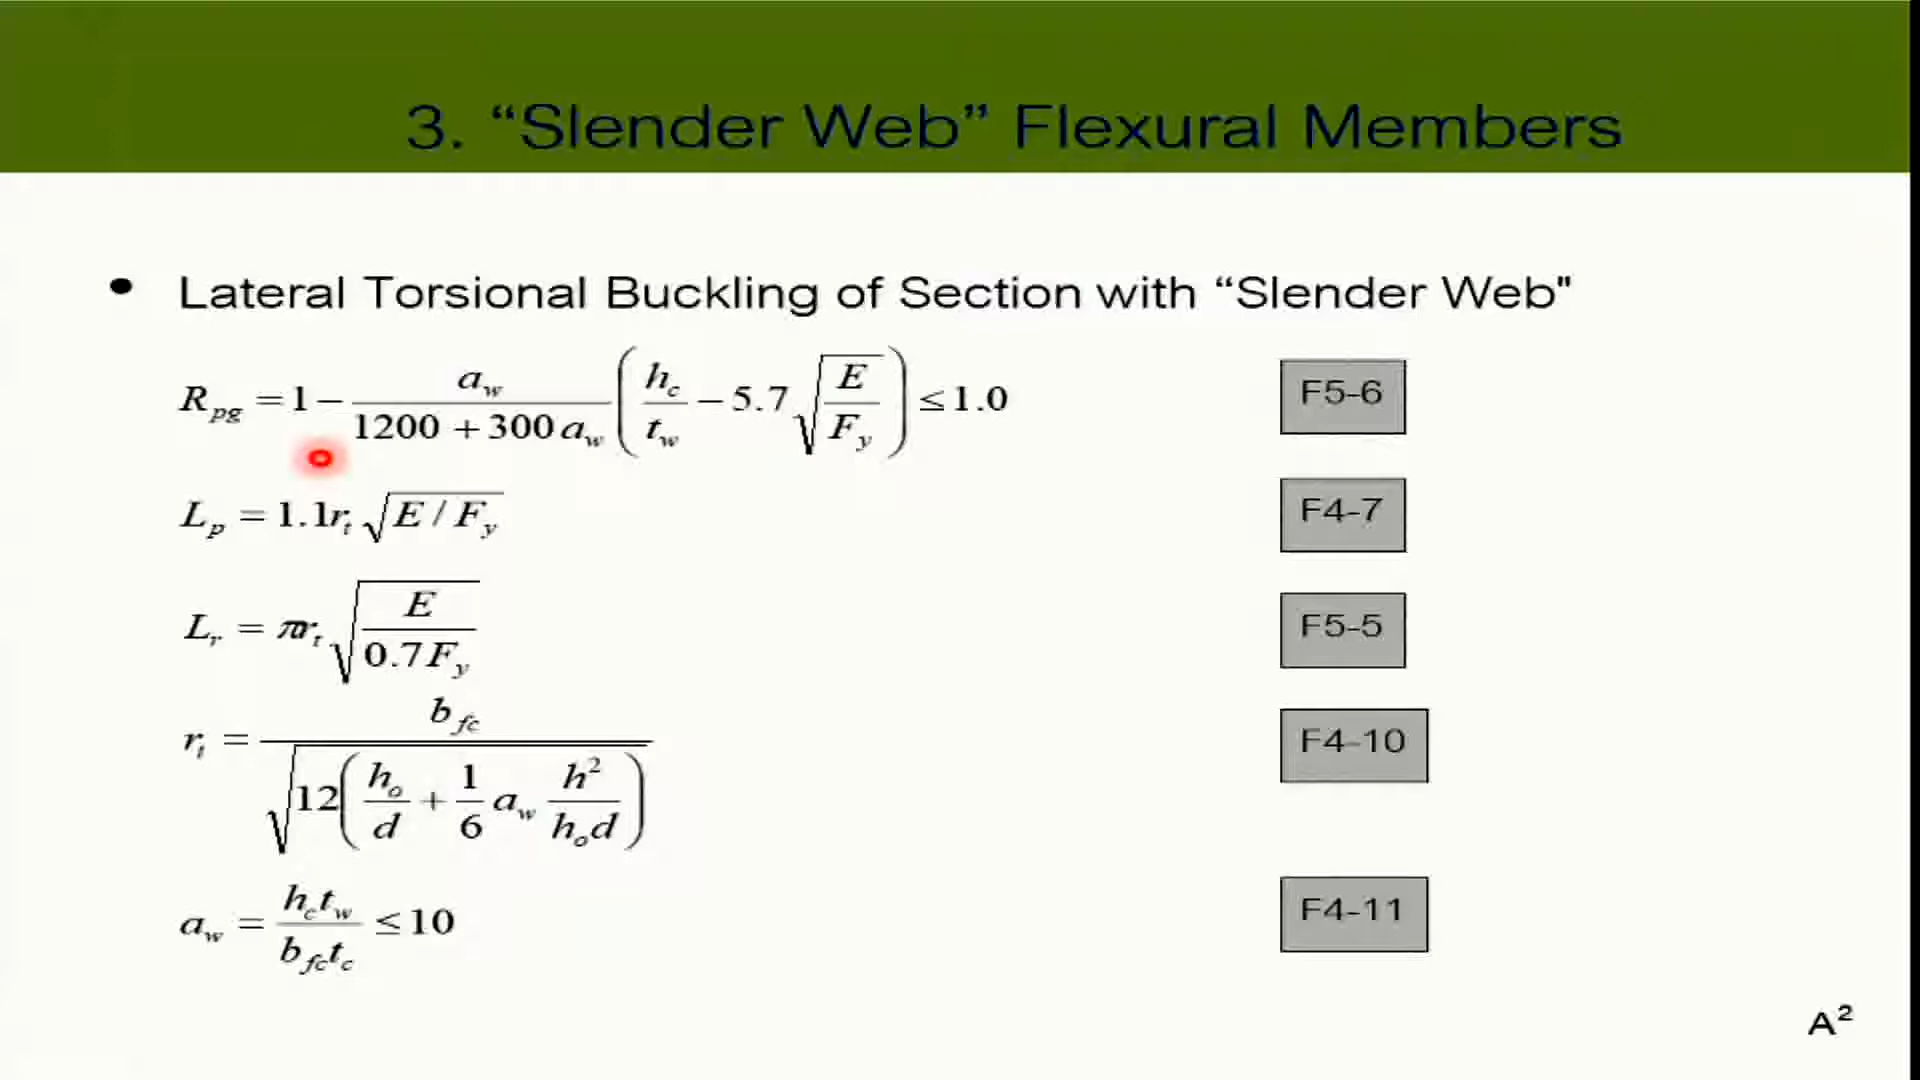 3. “Slender Web” Flexural Members
• Lateral Torsional Buckling of Section with “Slender Web"
R_pg = 1 − a_w / (1200 + 300 a_w) (h_c / t_w − 5.7 √(E / F_y)) ≤ 1.0 F5-6
L_p = 1.1r_t √(E / F_y) F4-7
L_r = πr_t √(E / 0.7F_y) F5-5
r_t = b_fc / √(12 (h_o / d + 1/6 a_w h² / h_o d)) F4-10
a_w = h_c t_w / b_fc t_c ≤ 10 F4-11
A²